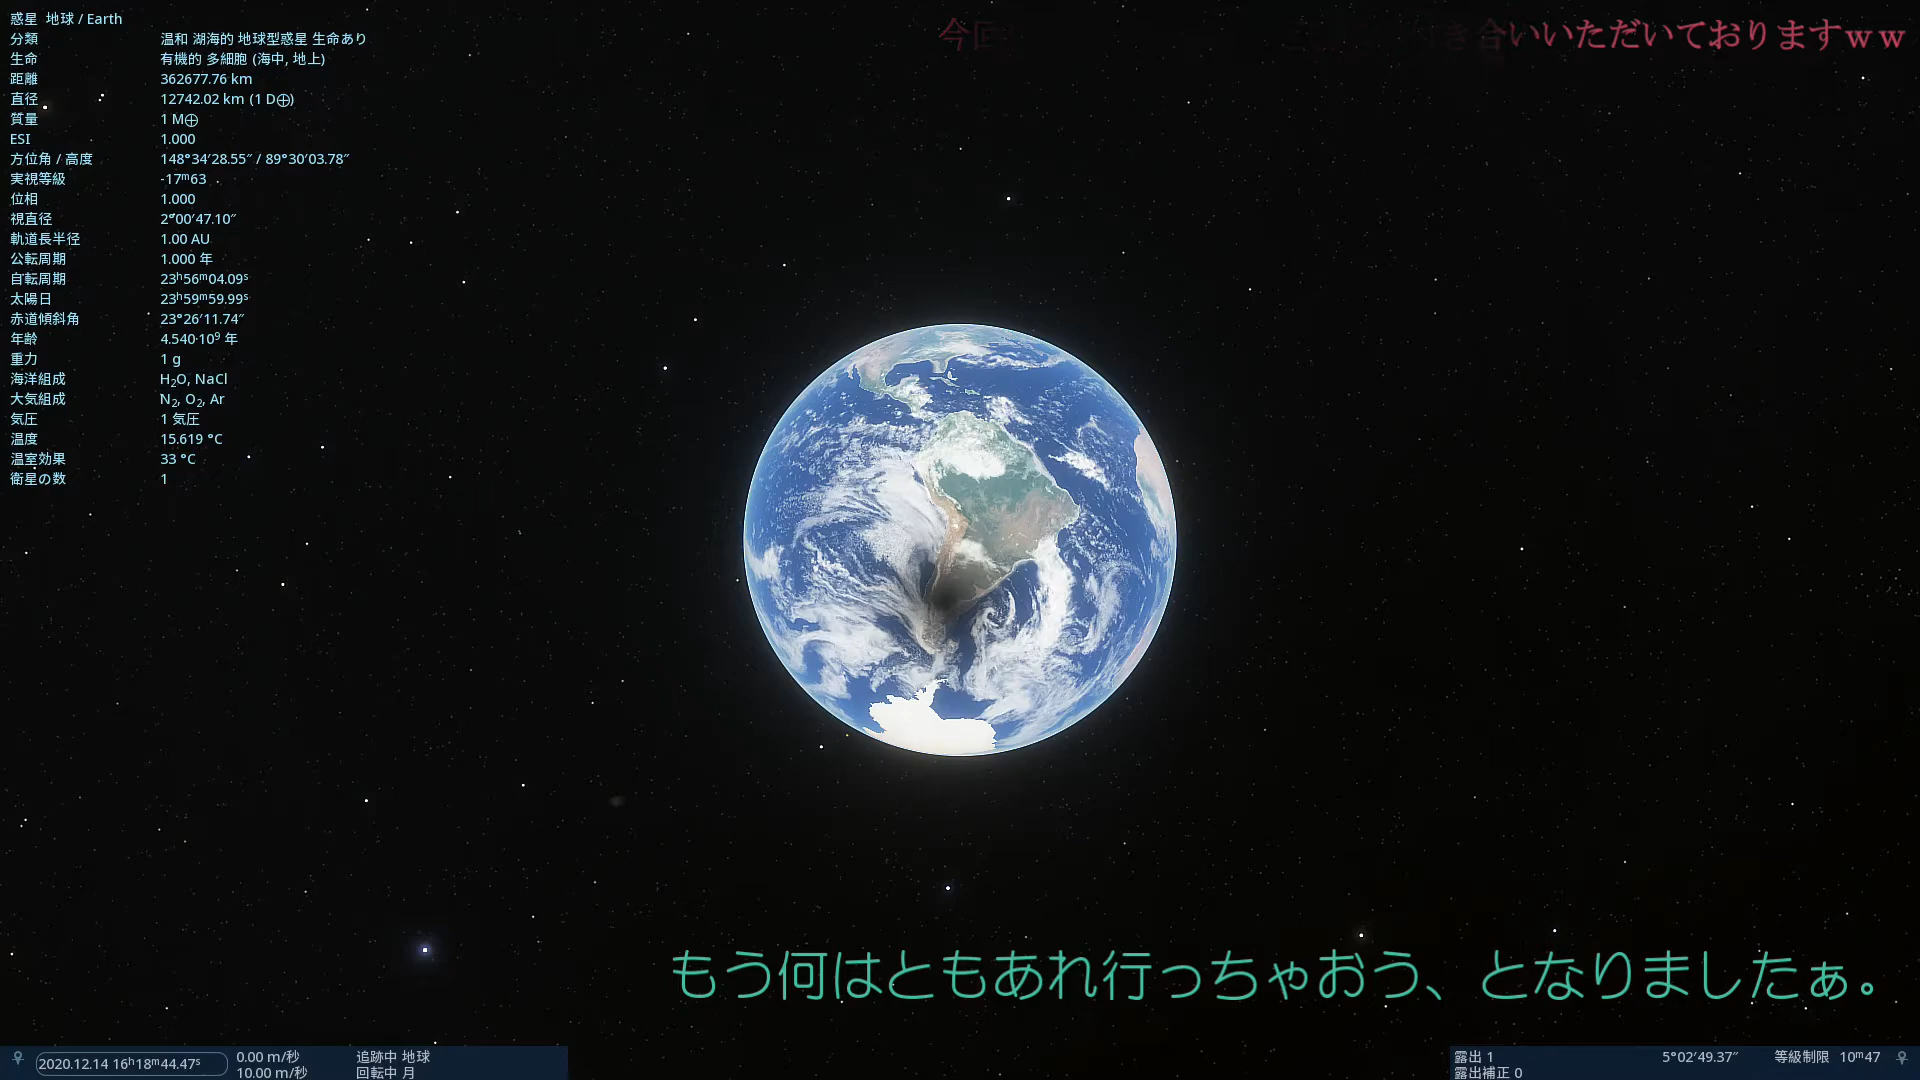 惑星 地球 / Earth
分類 温和 湖海的 地球型惑星 生命あり
生命 有機的 多細胞 (海中, 地上)
距離 362677.76 km
直径 12742.02 km (1 D⊕)
質量 1 M⊕
ESI 1.000
方位角 / 高度 148°34′28.55″ / 89°30′03.78″
実視等級 -17ᵐ63
位相 1.000
視直径 2°00′47.10″
軌道長半径 1.00 AU
公転周期 1.000 年
自転周期 23ʰ56ᵐ04.09ˢ
太陽日 23ʰ59ᵐ59.99ˢ
赤道傾斜角 23°26′11.74″
年齢 4.540·10⁹ 年
重力 1 g
海洋組成 H₂O, NaCl
大気組成 N₂, O₂, Ar
気圧 1 気圧
温度 15.619 °C
温室効果 33 °C
衛星の数 1
今回
き合いいただいておりますｗｗ
もう何はともあれ行っちゃおう、となりましたぁ。
2020.12.14 16ʰ18ᵐ44.47ˢ
0.00 m/秒
10.00 m/秒
追跡中 地球
回転中 月
露出 1
露出補正 0
5°02′49.37″
等級制限 10ᵐ47